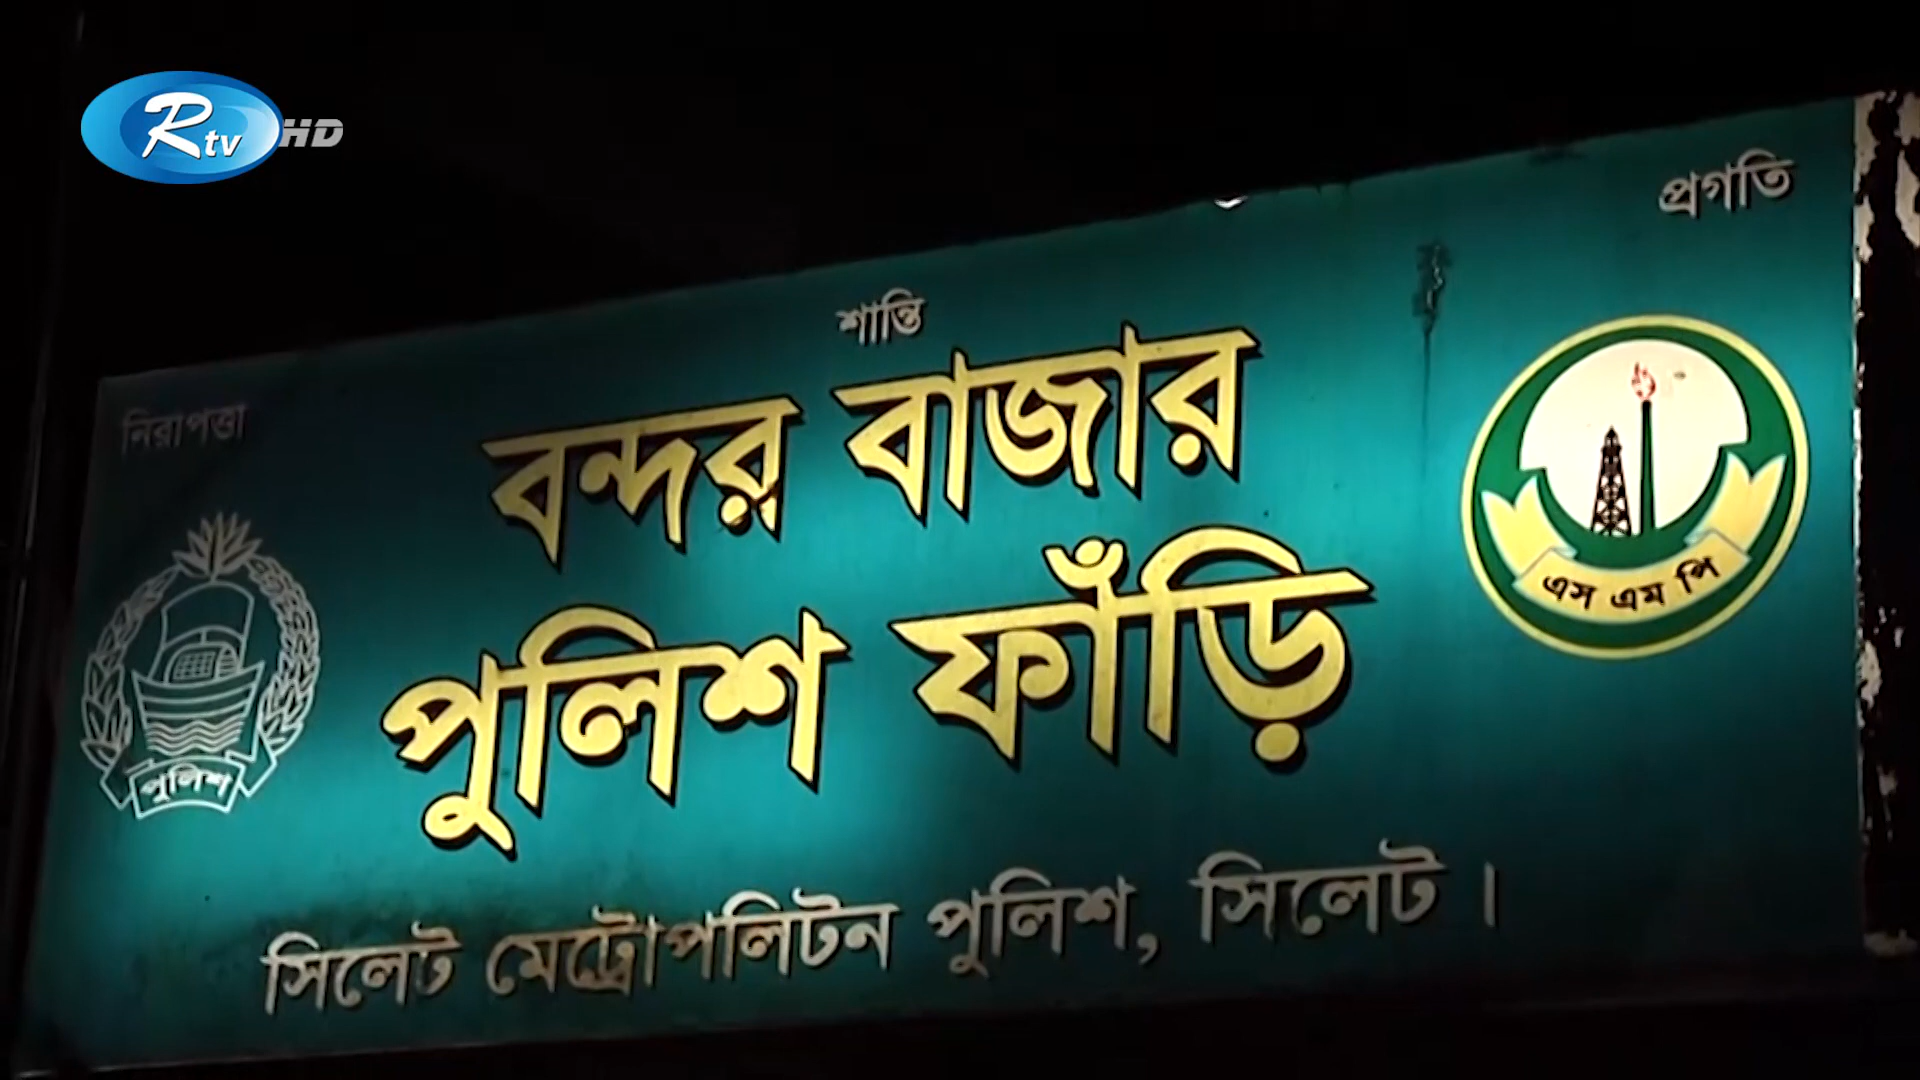 Rtv HD
নিরাপত্তা শান্তি প্রগতি
বন্দর বাজার
পুলিশ ফাঁড়ি
পুলিশ
এস এম পি
সিলেট মেট্রোপলিটন পুলিশ, সিলেট।